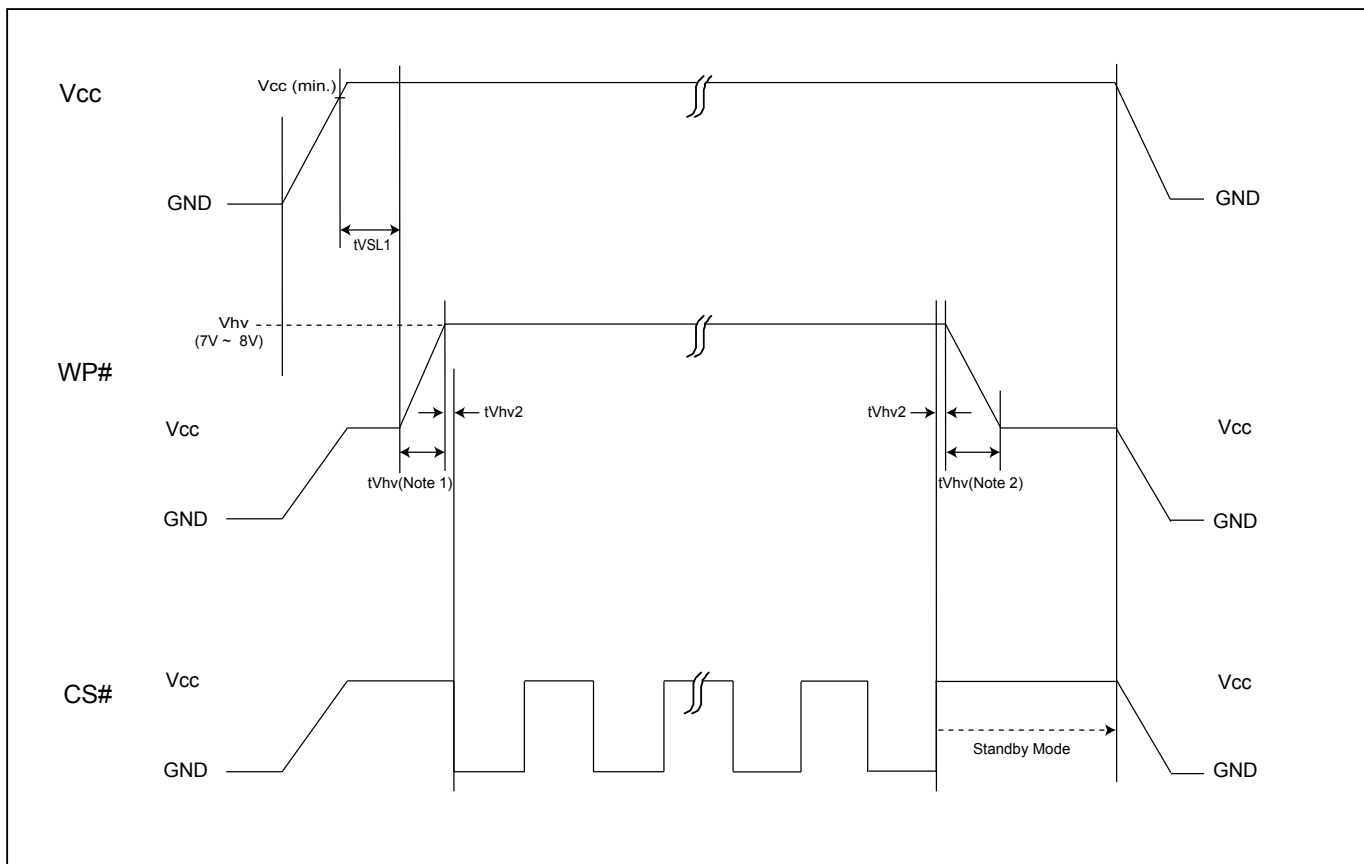 Vcc
Vcc (min.)
GND
GND
tVSL1
Vhv
(7V ~ 8V)
WP#
tVhv2
tVhv2
Vcc
Vcc
tVhv(Note 1)
tVhv(Note 2)
GND
GND
CS#
Vcc
Vcc
Standby Mode
GND
GND